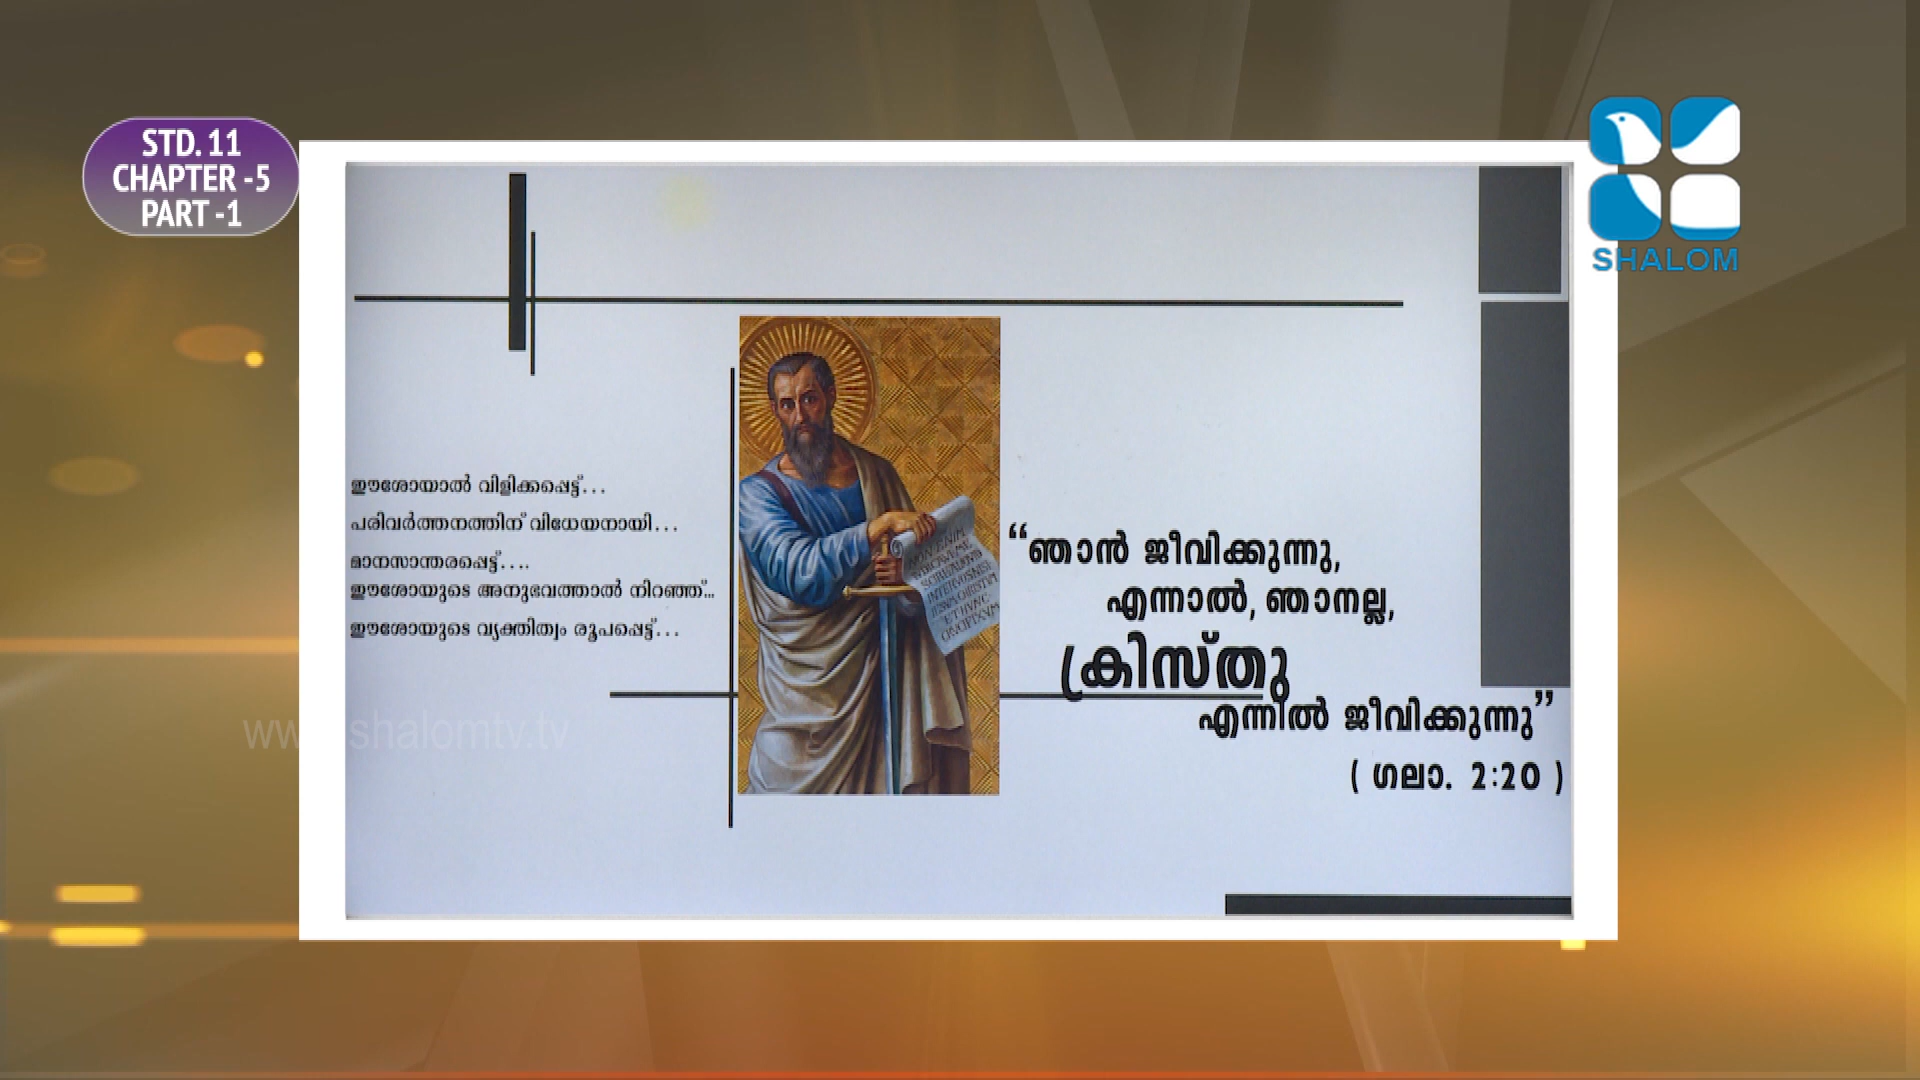 STD. 11
CHAPTER -5
PART -1
SHALOM
ഈശോയാൽ വിളിക്കപ്പെട്ട്...
പരിവർത്തനത്തിന് വിധേയനായി...
മാനസാന്തരപ്പെട്ട്....
ഈശോയുടെ അനുഭവത്താൽ നിറഞ്ഞ്...
ഈശോയുടെ വ്യക്തിത്വം രൂപപ്പെട്ട്...
“ഞാൻ ജീവിക്കുന്നു,
എന്നാൽ, ഞാനല്ല,
ക്രിസ്തു
എന്നിൽ ജീവിക്കുന്നു”
( ഗലാ. 2:20 )
www.shalomtv.tv